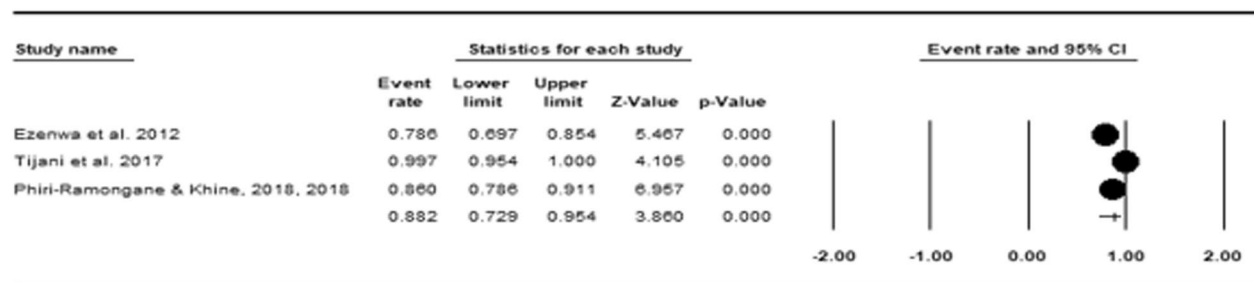 Study name Statistics for each study Event rate and 95% CI
Event Lower Upper
rate limit limit Z-Value p-Value
Ezenwa et al. 2012 0.786 0.697 0.854 5.467 0.000
Tijani et al. 2017 0.997 0.954 1.000 4.105 0.000
Phiri-Ramongane & Khine, 2018, 2018 0.860 0.786 0.911 6.957 0.000
0.882 0.729 0.954 3.860 0.000
-2.00 -1.00 0.00 1.00 2.00